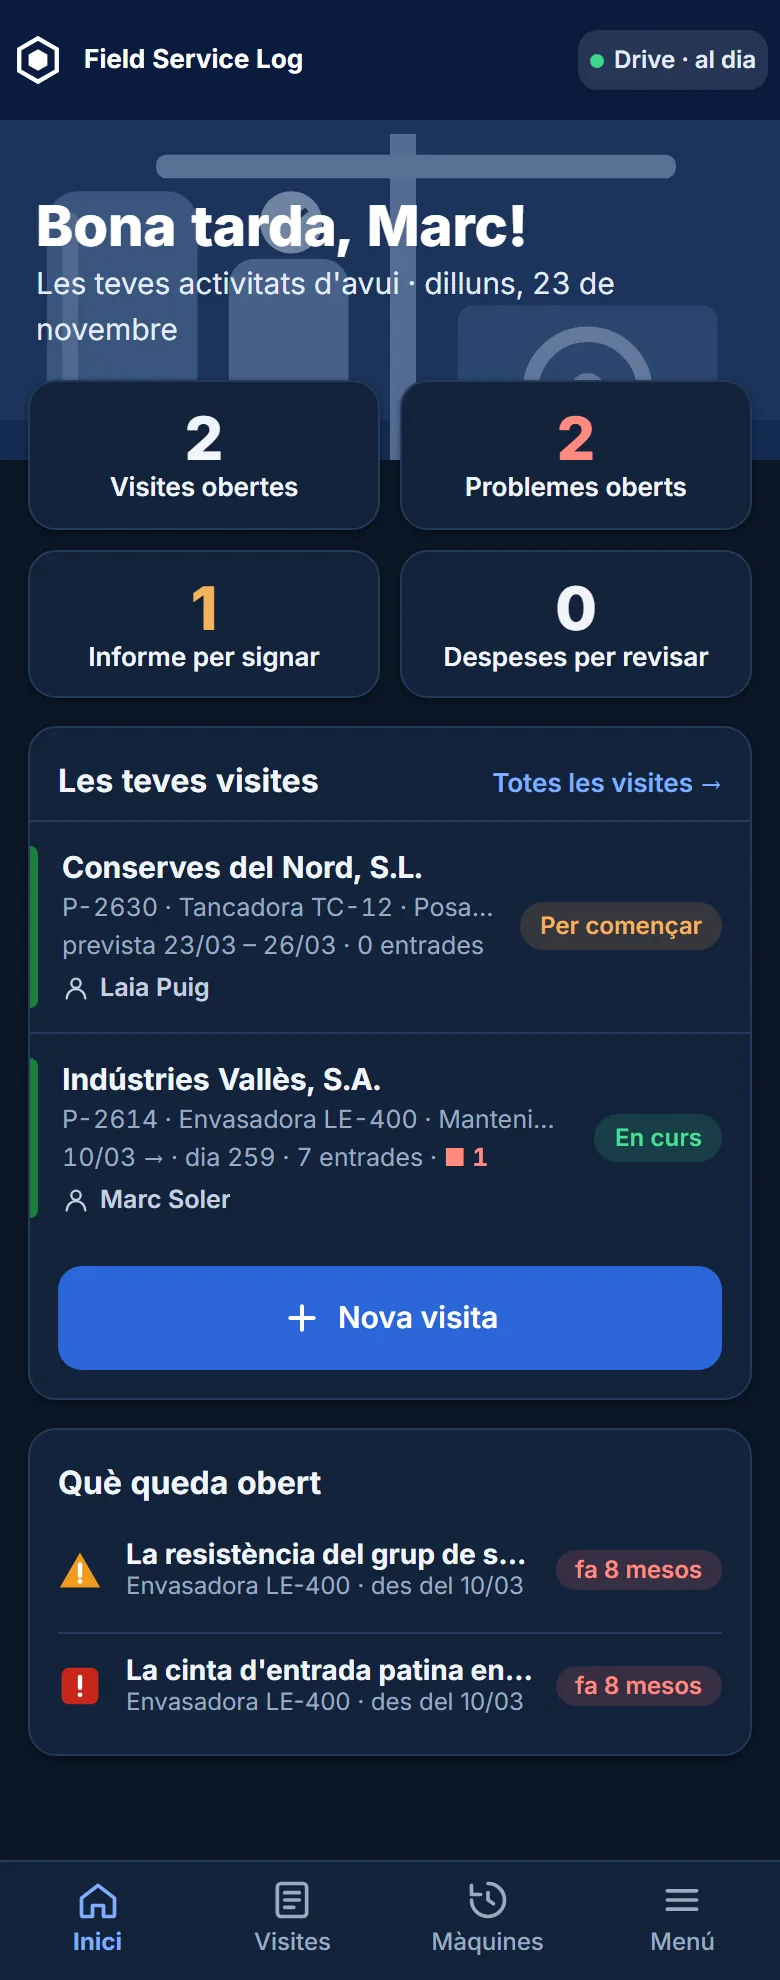 Field Service Log
Drive · al dia
Bona tarda, Marc!
Les teves activitats d'avui · dilluns, 23 de
novembre
2
Visites obertes
2
Problemes oberts
1
Informe per signar
0
Despeses per revisar
Les teves visites
Totes les visites →
Conserves del Nord, S.L.
P-2630 · Tancadora TC-12 · Posa...
prevista 23/03 – 26/03 · 0 entrades
Per començar
Laia Puig
Indústries Vallès, S.A.
P-2614 · Envasadora LE-400 · Manteni...
10/03 → · dia 259 · 7 entrades · ■ 1
En curs
Marc Soler
Nova visita
Què queda obert
La resistència del grup de s...
Envasadora LE-400 · des del 10/03
fa 8 mesos
La cinta d'entrada patina en...
Envasadora LE-400 · des del 10/03
fa 8 mesos
Inici
Visites
Màquines
Menú